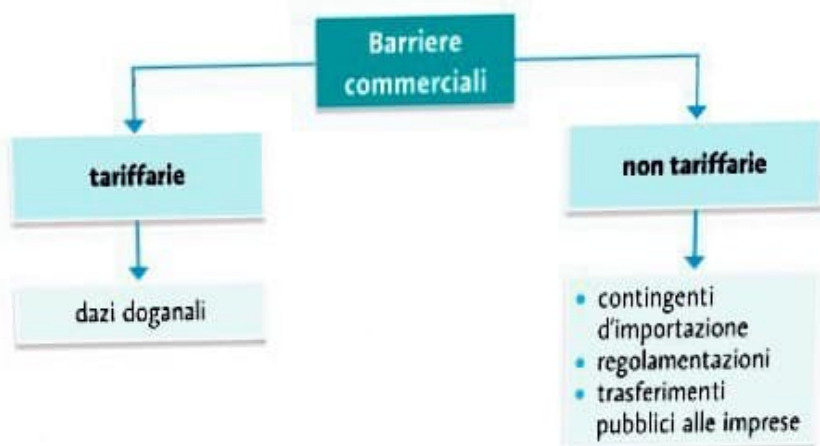 Barriere
commerciali
tariffarie
non tariffarie
dazi doganali
• contingenti
d'importazione
• regolamentazioni
• trasferimenti
pubblici alle imprese